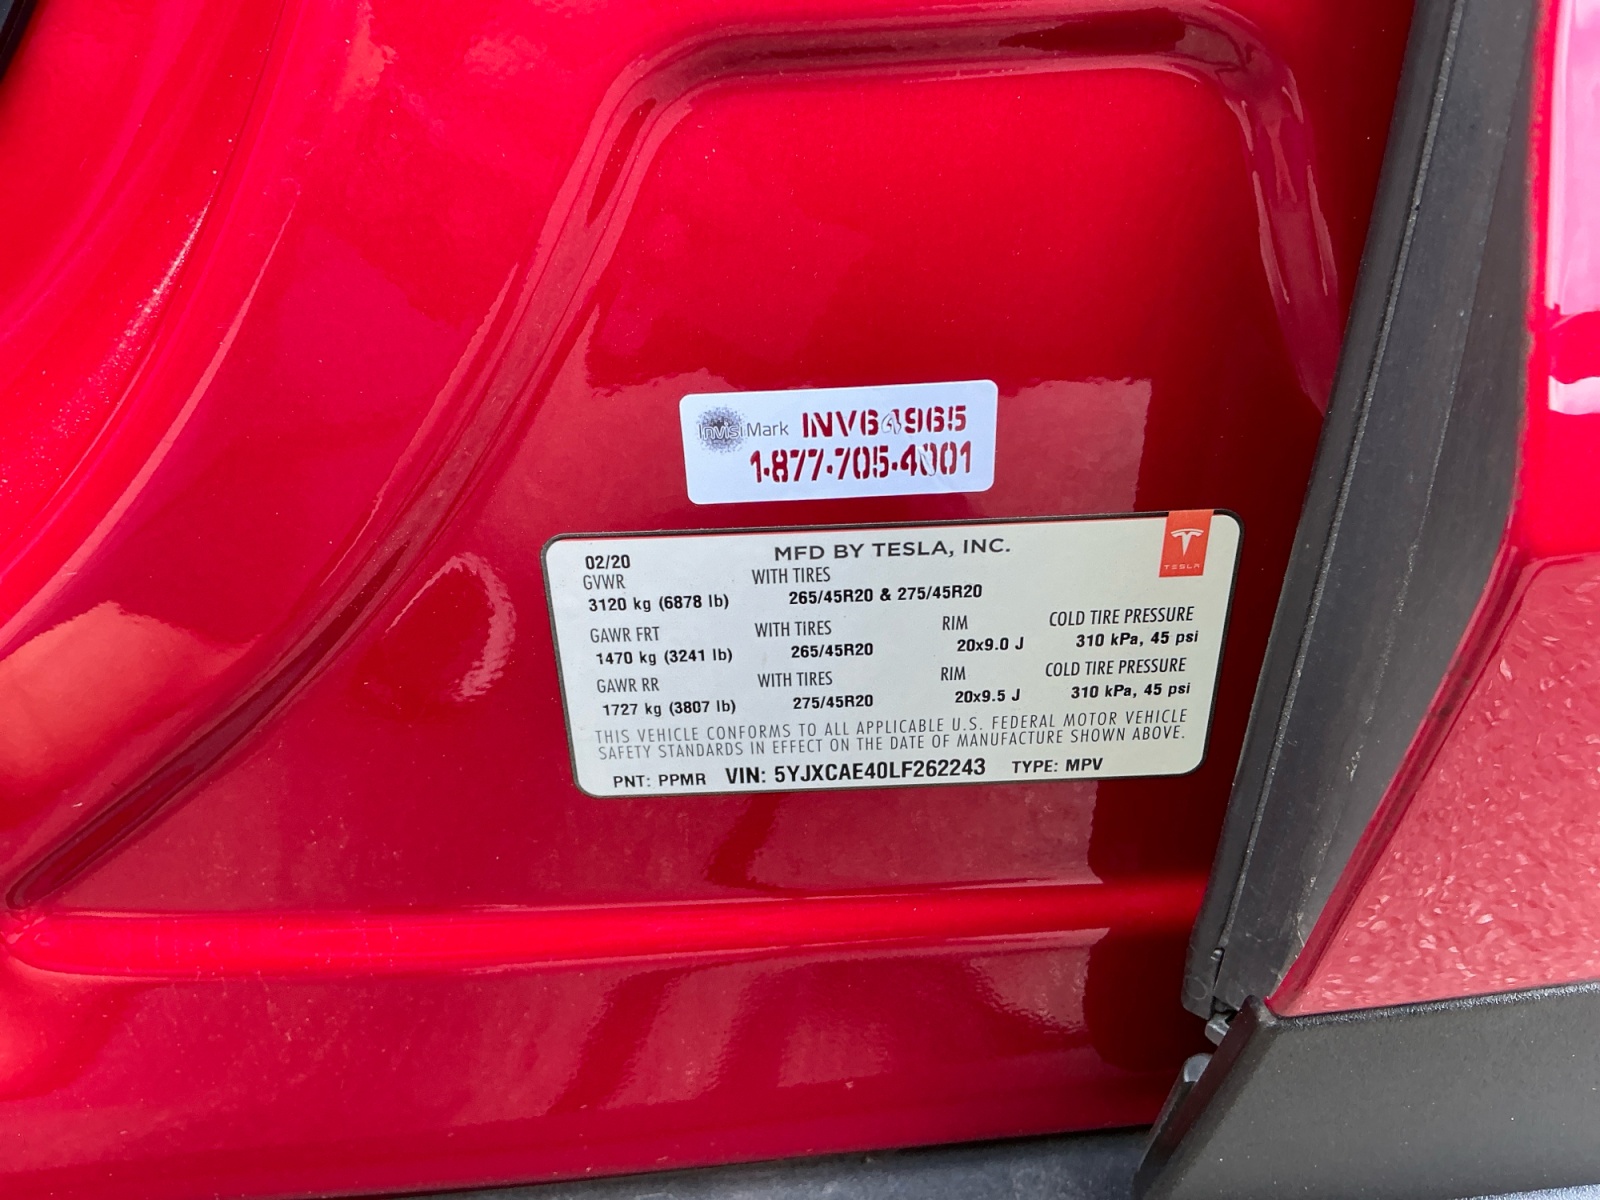 InvisiMark INV64965
1-877-705-4001
02/20 MFD BY TESLA, INC.
TESLA
GVWR WITH TIRES
3120 kg (6878 lb) 265/45R20 & 275/45R20
GAWR FRT WITH TIRES RIM COLD TIRE PRESSURE
1470 kg (3241 lb) 265/45R20 20x9.0 J 310 kPa, 45 psi
GAWR RR WITH TIRES RIM COLD TIRE PRESSURE
1727 kg (3807 lb) 275/45R20 20x9.5 J 310 kPa, 45 psi
THIS VEHICLE CONFORMS TO ALL APPLICABLE U.S. FEDERAL MOTOR VEHICLE
SAFETY STANDARDS IN EFFECT ON THE DATE OF MANUFACTURE SHOWN ABOVE.
PNT: PPMR VIN: 5YJXCAE40LF262243 TYPE: MPV